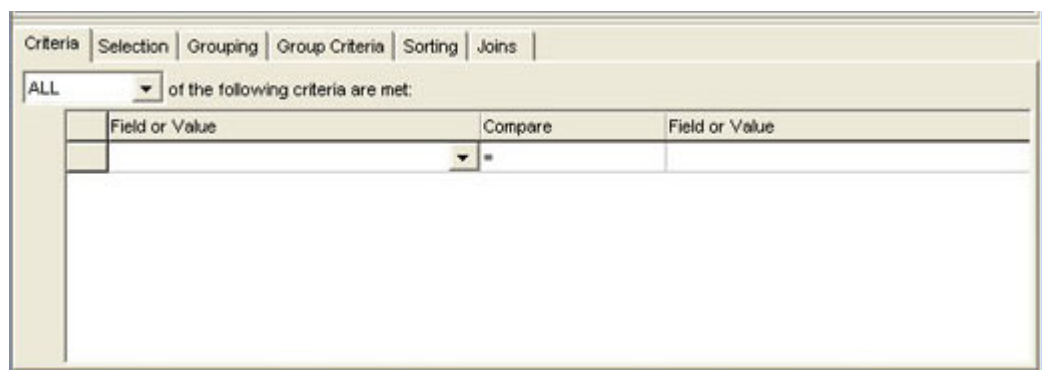 Criteria Selection Grouping Group Criteria Sorting Joins
ALL of the following criteria are met:
Field or Value Compare Field or Value
=